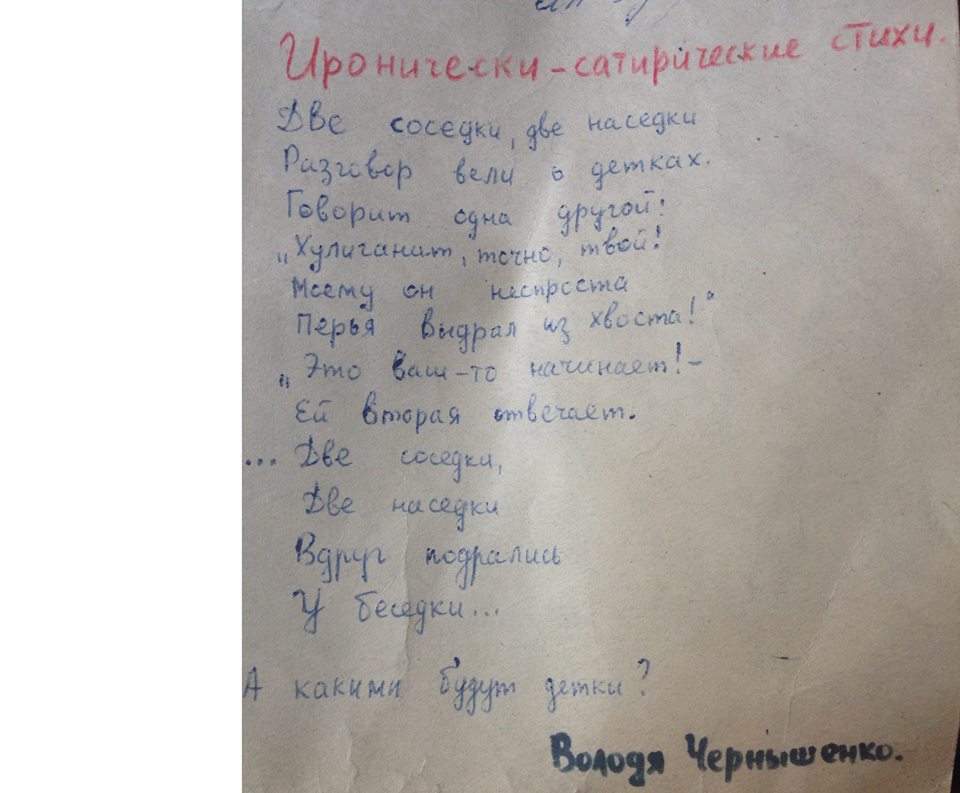 Иронически-сатирические стихи.
Две соседки, две наседки
Разговор вели о детках.
Говорит одна другой:
„Хулиганит, точно, твой!
Моему он неспроста
Перья выдрал из хвоста!"
„Это ваш-то начинает!-
Ей вторая отвечает.
... Две соседки,
Две наседки
Вдруг подрались
У беседки...
А какими будут детки?
Володя Чернышенко.